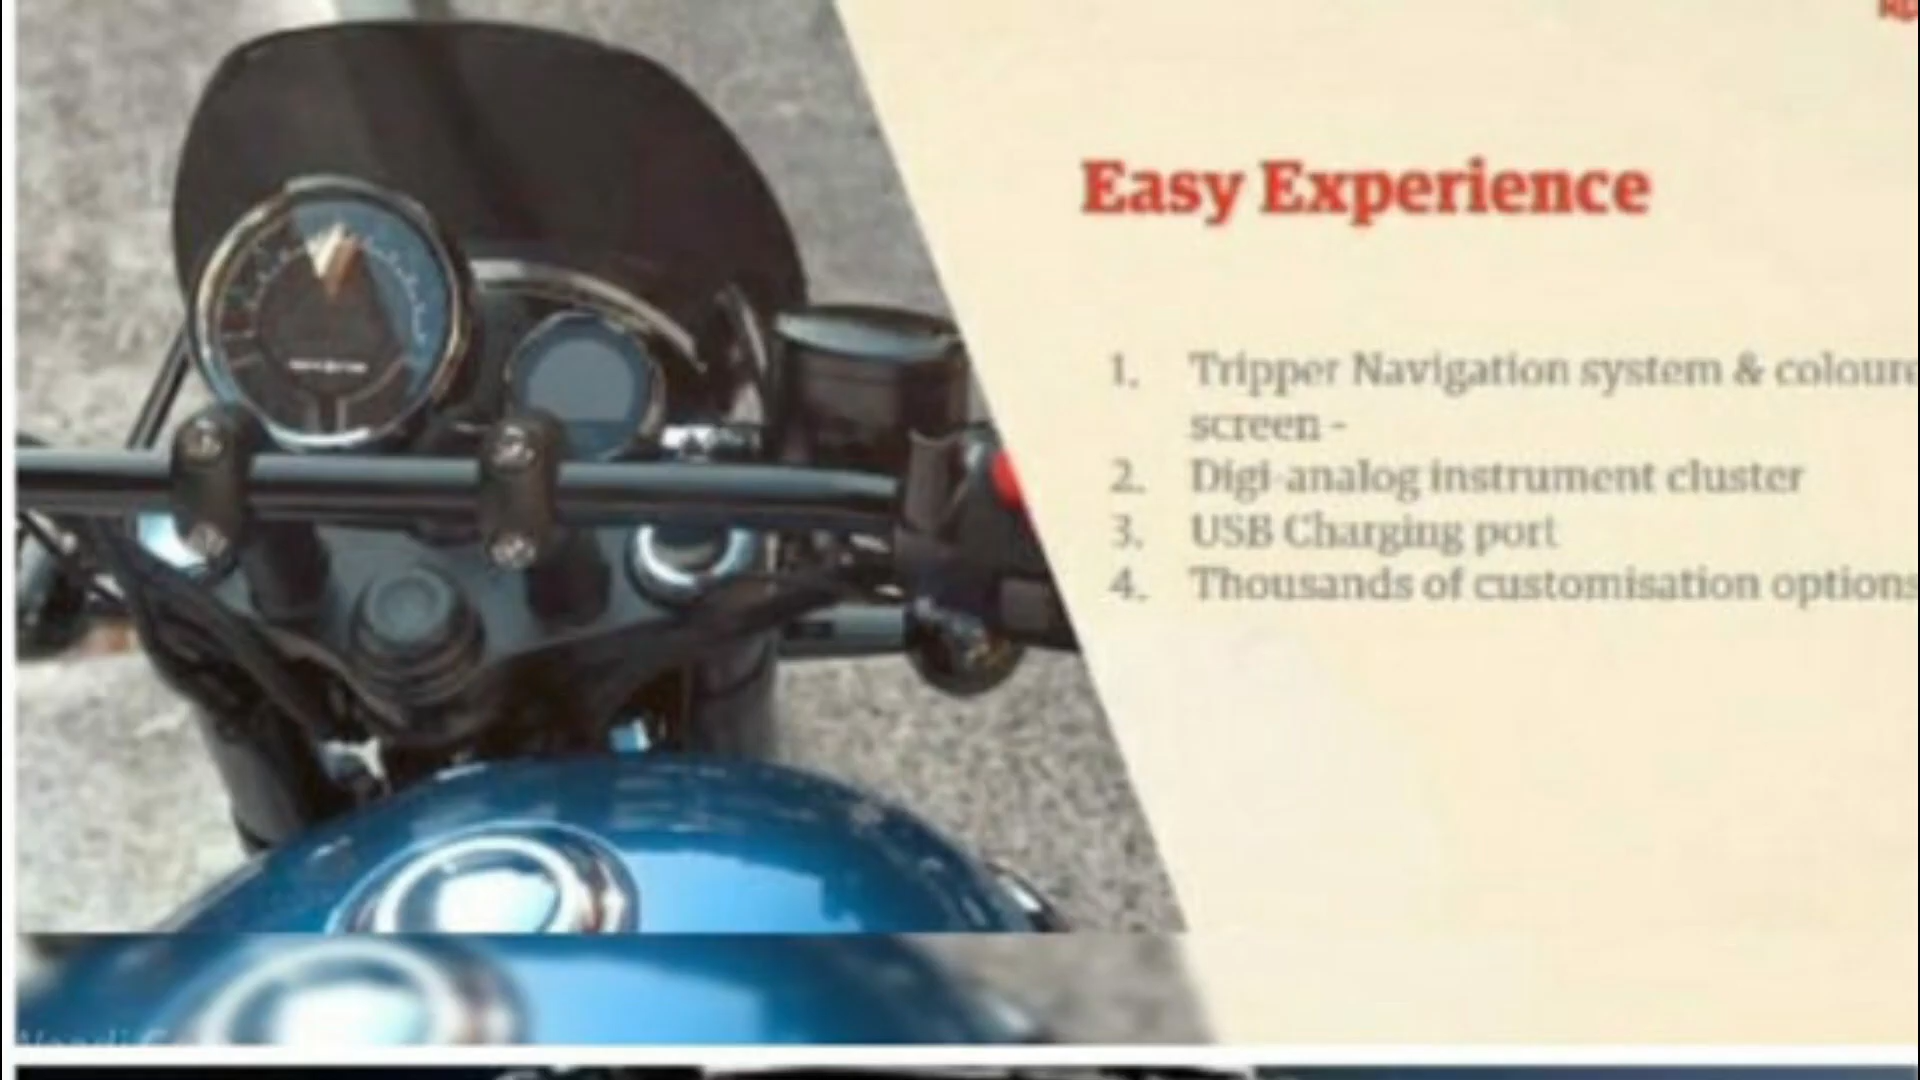 Easy Experience
1. Tripper Navigation system & coloure
screen -
2. Digi-analog instrument cluster
3. USB Charging port
4. Thousands of customisation options